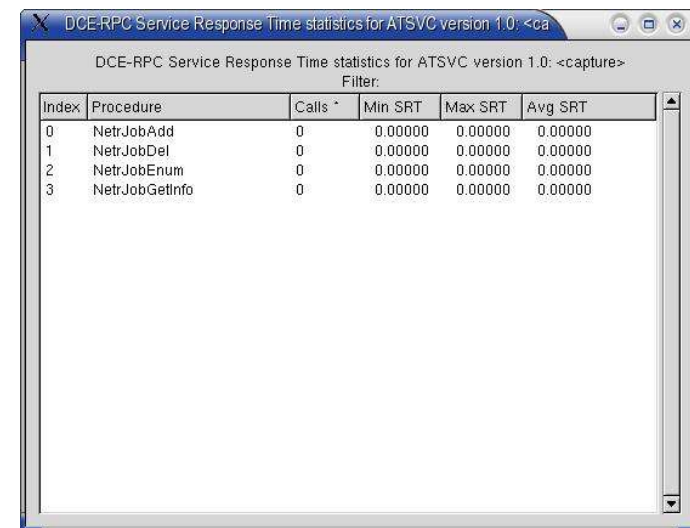 X DCE-RPC Service Response Time statistics for ATSVC version 1.0: <ca
DCE-RPC Service Response Time statistics for ATSVC version 1.0: <capture>
Filter:
Index Procedure Calls ^ Min SRT Max SRT Avg SRT
0 NetrJobAdd 0 0.00000 0.00000 0.00000
1 NetrJobDel 0 0.00000 0.00000 0.00000
2 NetrJobEnum 0 0.00000 0.00000 0.00000
3 NetrJobGetInfo 0 0.00000 0.00000 0.00000